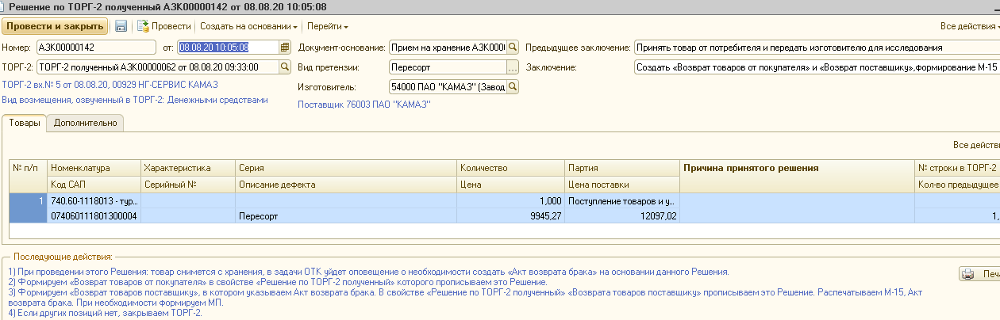 Решение по ТОРГ-2 полученный АЗК00000142 от 08.08.20 10:05:08
Провести и закрыть Провести Создать на основании Перейти Все действия
Номер: АЗК00000142 от: 08.08.20 10:05:08 Документ-основание: Прием на хранение АЗК000 Предыдущее заключение: Принять товар от потребителя и передать изготовителю для исследования
ТОРГ-2: ТОРГ-2 полученный АЗК00000062 от 08.08.20 09:33:00 Вид претензии: Пересорт ... Заключение: Создать «Возврат товаров от покупателя» и «Возврат поставщику»,формирование М-15
ТОРГ-2 вх.№ 5 от 08.08.20, 00929 НГ-СЕРВИС КАМАЗ Изготовитель: 54000 ПАО "КАМАЗ" (Завод
Вид возмещения, озвученный в ТОРГ-2: Денежными средствами Поставщик 76003 ПАО "КАМАЗ"
Товары Дополнительно
Все действи
№ п/п Номенклатура Характеристика Серия Количество Партия Причина принятого решения № строки в ТОРГ-2
Код САП Серийный № Описание дефекта Цена Цена поставки Кол-во предыдущее
1 740.60-1118013 - тур... 1,000 Поступление товаров и у...
074060111801300004 Пересорт 9945,27 12097,02 1,
Последующие действия:
1) При проведении этого Решения: товар снимется с хранения, в задачи ОТК уйдет оповещение о необходимости создать «Акт возврата брака» на основании данного Решения.
2) Формируем «Возврат товаров от покупателя» в свойстве «Решение по ТОРГ-2 полученный» которого прописываем это Решение.
3) Формируем «Возврат товаров поставщику», в котором указываем Акт возврата брака. В свойстве «Решение по ТОРГ-2 полученный» «Возврата товаров поставщику» прописываем это Решение. Распечатываем М-15, Акт
возврата брака. При необходимости формируем МП.
4) Если других позиций нет, закрываем ТОРГ-2.
Печа